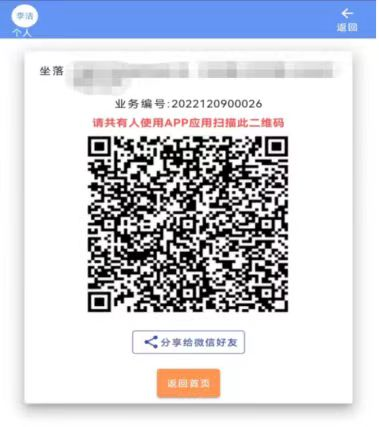 李洁
个人
返回
坐落
业务编号:2022120900026
请共有人使用APP应用扫描此二维码
分享给微信好友
返回首页